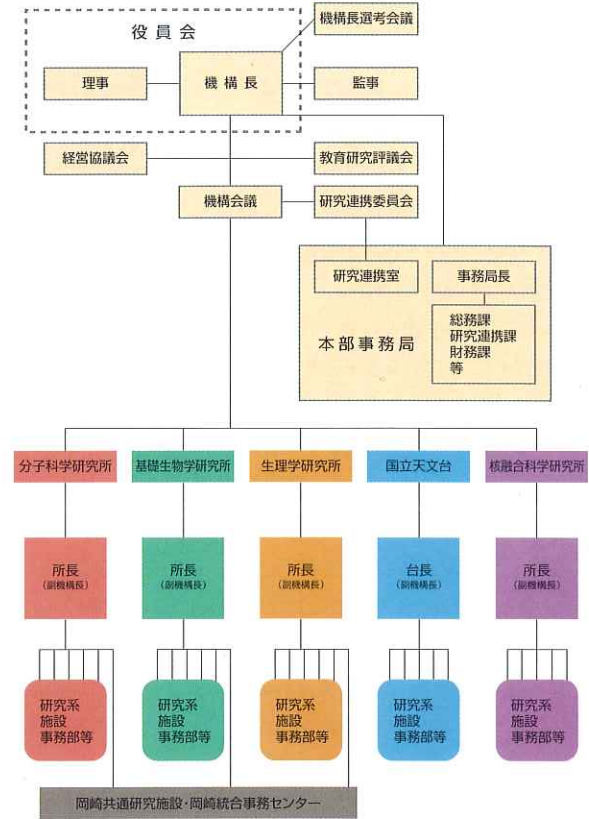 役員会
機構長選考会議
理事
機構長
監事
経営協議会
教育研究評議会
機構会議
研究連携委員会
研究連携室
事務局長
本部事務局
総務課
研究連携課
財務課
等
分子科学研究所
基礎生物学研究所
生理学研究所
国立天文台
核融合科学研究所
所長
(副機構長)
所長
(副機構長)
所長
(副機構長)
台長
(副機構長)
所長
(副機構長)
研究系
施設
事務部等
研究系
施設
事務部等
研究系
施設
事務部等
研究系
施設
事務部等
研究系
施設
事務部等
岡崎共通研究施設・岡崎統合事務センター